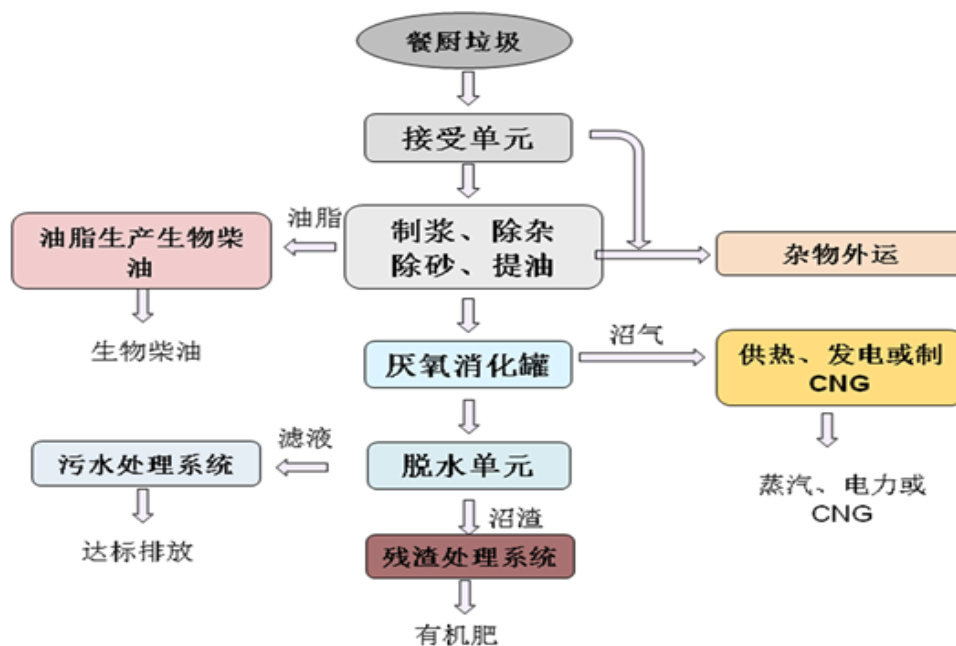 餐厨垃圾
接受单元
油脂
制浆、除杂
除砂、提油
油脂生产生物柴
油
杂物外运
生物柴油
沼气
厌氧消化罐
供热、发电或制
CNG
滤液
污水处理系统
脱水单元
蒸汽、电力或
CNG
沼渣
达标排放
残渣处理系统
有机肥